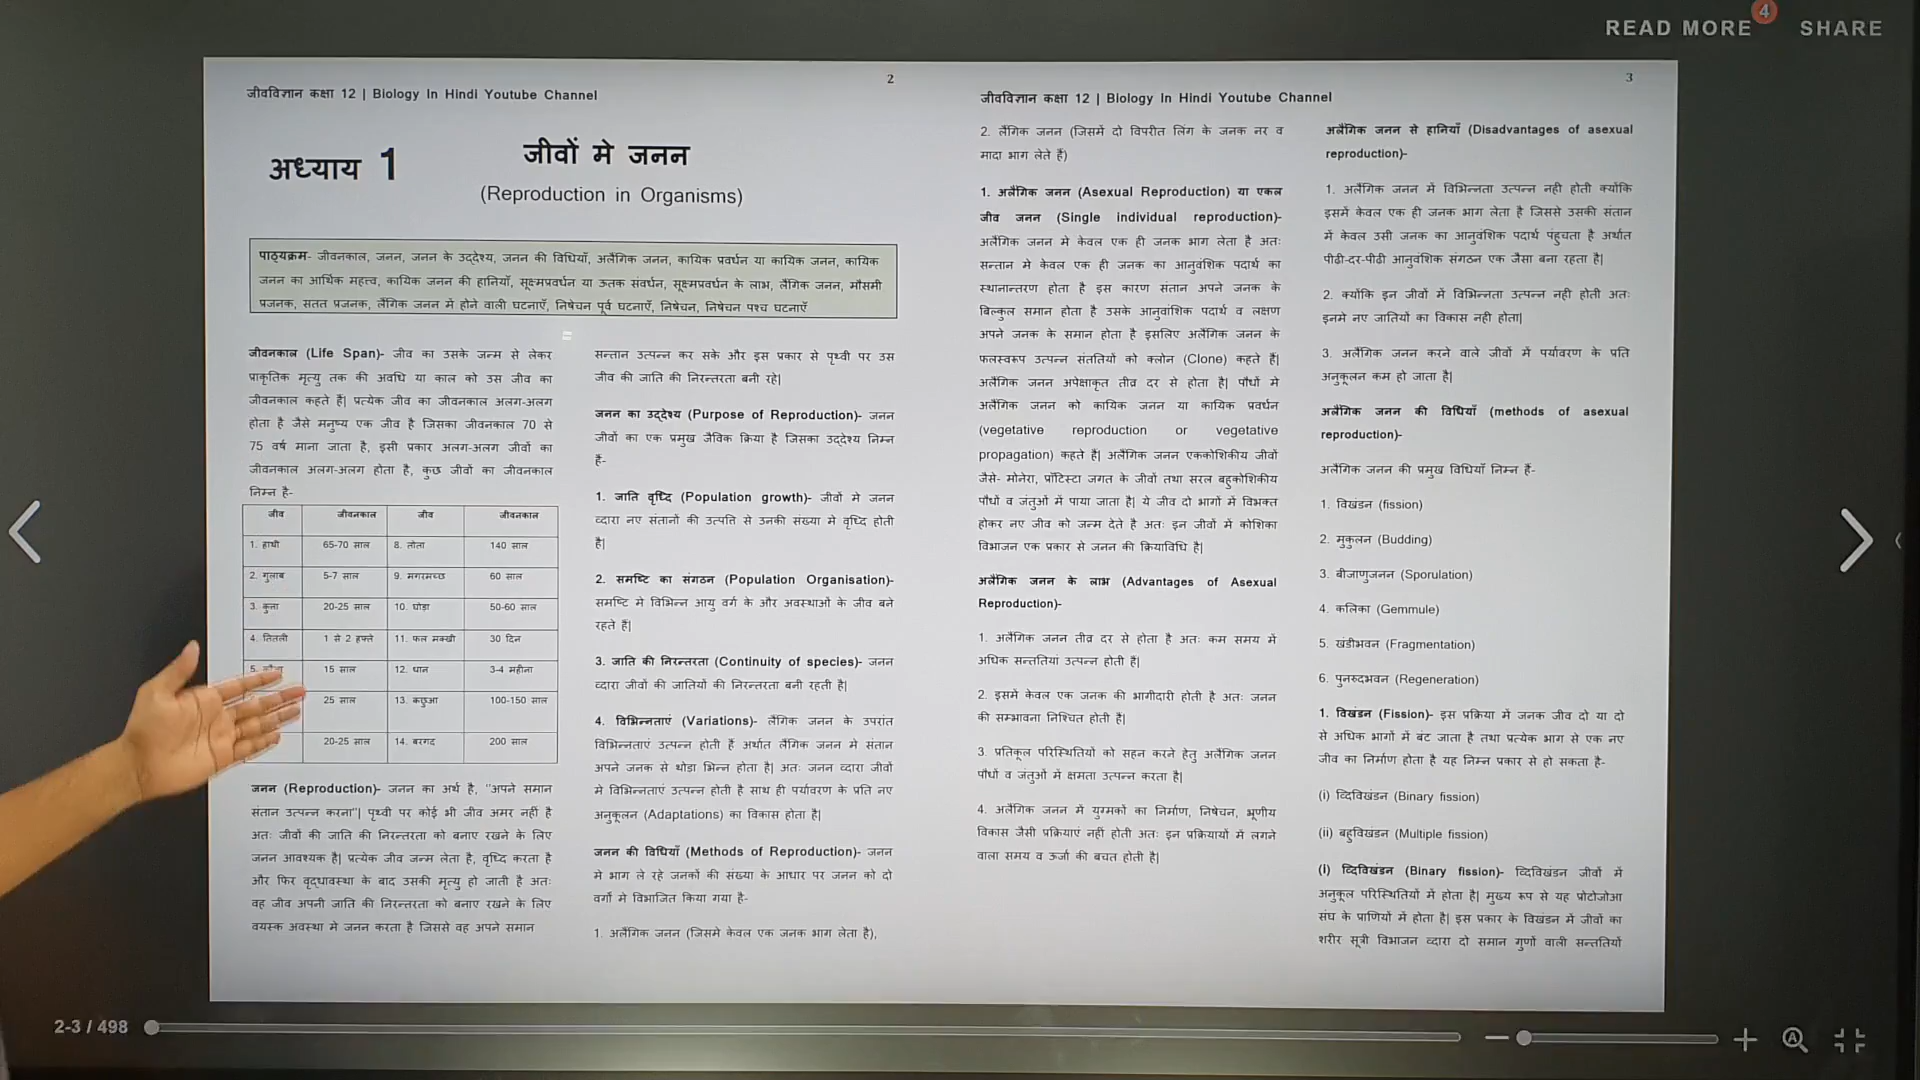 READ MORE
4
SHARE
2
जीवविज्ञान कक्षा 12 | Biology In Hindi Youtube Channel
अध्याय 1
जीवों मे जनन
(Reproduction in Organisms)
पाठ्यक्रम- जीवनकाल, जनन, जनन के उद्देश्य, जनन की विधियाँ, अलैंगिक जनन, कायिक प्रवर्धन या कायिक जनन, कायिक
जनन का आर्थिक महत्व, कायिक जनन की हानियाँ, सूक्ष्मप्रवर्धन या ऊतक संवर्धन, सूक्ष्मप्रवर्धन के लाभ, लैंगिक जनन, मौसमी
प्रजनक, सतत प्रजनक, लैंगिक जनन में होने वाली घटनाएँ, निषेचन पूर्व घटनाएँ, निषेचन, निषेचन पश्च घटनाएँ
जीवनकाल (Life Span)- जीव का उसके जन्म से लेकर
प्राकृतिक मृत्यु तक की अवधि या काल को उस जीव का
जीवनकाल कहते हैं| प्रत्येक जीव का जीवनकाल अलग-अलग
होता है जैसे मनुष्य एक जीव है जिसका जीवनकाल 70 से
75 वर्ष माना जाता है, इसी प्रकार अलग-अलग जीवों का
जीवनकाल अलग-अलग होता है, कुछ जीवों का जीवनकाल
निम्न है-
जीव जीवनकाल जीव जीवनकाल
1. हाथी 65-70 साल 8. तोता 140 साल
2. गुलाब 5-7 साल 9. मगरमच्छ 60 साल
3. कुत्ता 20-25 साल 10. घोड़ा 50-60 साल
4. तितली 1 से 2 हफ्ते 11. फल मक्खी 30 दिन
5. 15 साल 12. धान 3-4 महीना
25 साल 13. कछुआ 100-150 साल
20-25 साल 14. बरगद 200 साल
जनन (Reproduction)- जनन का अर्थ है, "अपने समान
संतान उत्पन्न करना"| पृथ्वी पर कोई भी जीव अमर नहीं है
अतः जीवों की जाति की निरन्तरता को बनाए रखने के लिए
जनन आवश्यक है| प्रत्येक जीव जन्म लेता है, वृध्दि करता है
और फिर वृद्धावस्था के बाद उसकी मृत्यु हो जाती है अतः
वह जीव अपनी जाति की निरन्तरता को बनाए रखने के लिए
वयस्क अवस्था मे जनन करता है जिससे वह अपने समान
सन्तान उत्पन्न कर सके और इस प्रकार से पृथ्वी पर उस
जीव की जाति की निरन्तरता बनी रहे|
जनन का उद्देश्य (Purpose of Reproduction)- जनन
जीवों का एक प्रमुख जैविक क्रिया है जिसका उद्देश्य निम्न
हैं-
1. जाति वृध्दि (Population growth)- जीवों मे जनन
व्दारा नए संतानों की उत्पत्ति से उनकी संख्या मे वृध्दि होती
है|
2. समष्टि का संगठन (Population Organisation)-
समष्टि मे विभिन्न आयु वर्ग के और अवस्थाओं के जीव बने
रहते हैं|
3. जाति की निरन्तरता (Continuity of species)- जनन
व्दारा जीवों की जातियों की निरन्तरता बनी रहती है|
4. विभिन्नताएं (Variations)- लैंगिक जनन के उपरांत
विभिन्नताएं उत्पन्न होती हैं अर्थात लैंगिक जनन मे संतान
अपने जनक से थोडा भिन्न होता है| अतः जनन व्दारा जीवों
मे विभिन्नताएं उत्पन्न होती है साथ ही पर्यावरण के प्रति नए
अनुकूलन (Adaptations) का विकास होता है|
जनन की विधियाँ (Methods of Reproduction)- जनन
मे भाग ले रहे जनकों की संख्या के आधार पर जनन को दो
वर्गों मे विभाजित किया गया है-
1. अलैंगिक जनन (जिसमे केवल एक जनक भाग लेता है),
3
जीवविज्ञान कक्षा 12 | Biology In Hindi Youtube Channel
2. लैंगिक जनन (जिसमें दो विपरीत लिंग के जनक नर व
मादा भाग लेते हैं)
1. अलैंगिक जनन (Asexual Reproduction) या एकल
जीव जनन (Single individual reproduction)-
अलैंगिक जनन मे केवल एक ही जनक भाग लेता है अतः
सन्तान मे केवल एक ही जनक का आनुवंशिक पदार्थ का
स्थानान्तरण होता है इस कारण संतान अपने जनक के
बिल्कुल समान होता है उसके आनुवांशिक पदार्थ व लक्षण
अपने जनक के समान होता है इसलिए अलैंगिक जनन के
फलस्वरूप उत्पन्न संततियों को क्लोन (Clone) कहते हैं|
अलैंगिक जनन अपेक्षाकृत तीव्र दर से होता है| पौधों मे
अलैंगिक जनन को कायिक जनन या कायिक प्रवर्धन
(vegetative reproduction or vegetative
propagation) कहते हैं| अलैंगिक जनन एककोशिकीय जीवों
जैसे- मोनेरा, प्रॉटिस्टा जगत के जीवों तथा सरल बहुकोशिकीय
पौधों व जंतुओं में पाया जाता है| ये जीव दो भागों में विभक्त
होकर नए जीव को जन्म देते है अतः इन जीवों में कोशिका
विभाजन एक प्रकार से जनन की क्रियाविधि है|
अलैंगिक जनन के लाभ (Advantages of Asexual
Reproduction)-
1. अलैंगिक जनन तीव्र दर से होता है अतः कम समय में
अधिक सन्ततियां उत्पन्न होती हैं|
2. इसमें केवल एक जनक की भागीदारी होती है अतः जनन
की सम्भावना निश्चित होती हैं|
3. प्रतिकूल परिस्थितियों को सहन करने हेतु अलैंगिक जनन
पौधों व जंतुओं में क्षमता उत्पन्न करता है|
4. अलैंगिक जनन में युग्मकों का निर्माण, निषेचन, भ्रूणीय
विकास जैसी प्रक्रियाएं नहीं होती अतः इन प्रक्रियायों में लगने
वाला समय व ऊर्जा की बचत होती है|
अलैंगिक जनन से हानियाँ (Disadvantages of asexual
reproduction)-
1. अलैंगिक जनन में विभिन्नता उत्पन्न नही होती क्योंकि
इसमें केवल एक ही जनक भाग लेता है जिससे उसकी संतान
में केवल उसी जनक का आनुवंशिक पदार्थ पंहुचता है अर्थात
पीढी-दर-पीढी आनुवंशिक संगठन एक जैसा बना रहता है|
2. क्योंकि इन जीवों में विभिन्नता उत्पन्न नही होती अतः
इनमे नए जातियों का विकास नही होता|
3. अलैंगिक जनन करने वाले जीवों में पर्यावरण के प्रति
अनुकूलन कम हो जाता है|
अलैंगिक जनन की विधियाँ (methods of asexual
reproduction)-
अलैंगिक जनन की प्रमुख विधियाँ निम्न हैं-
1. विखंडन (fission)
2. मुकुलन (Budding)
3. बीजाणुजनन (Sporulation)
4. कलिका (Gemmule)
5. खंडीभवन (Fragmentation)
6. पुनरुदभवन (Regeneration)
1. विखंडन (Fission)- इस प्रक्रिया में जनक जीव दो या दो
से अधिक भागों में बंट जाता है तथा प्रत्येक भाग से एक नए
जीव का निर्माण होता है यह निम्न प्रकार से हो सकता है-
(i) व्दिविखंडन (Binary fission)
(ii) बहुविखंडन (Multiple fission)
(I) व्दिविखंडन (Binary fission)- व्दिविखंडन जीवों में
अनुकूल परिस्थितियों में होता है| मुख्य रूप से यह प्रोटोजोआ
संघ के प्राणियों में होता है| इस प्रकार के विखंडन में जीवों का
शरीर सूत्री विभाजन व्दारा दो समान गुणों वाली सन्ततियों
2-3 / 498